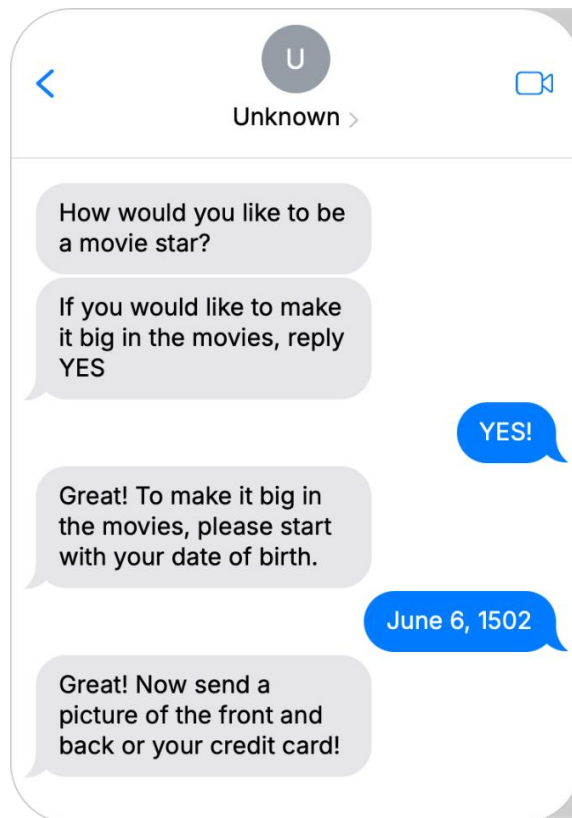 U
Unknown >
How would you like to be
a movie star?
If you would like to make
it big in the movies, reply
YES
YES!
Great! To make it big in
the movies, please start
with your date of birth.
June 6, 1502
Great! Now send a
picture of the front and
back or your credit card!